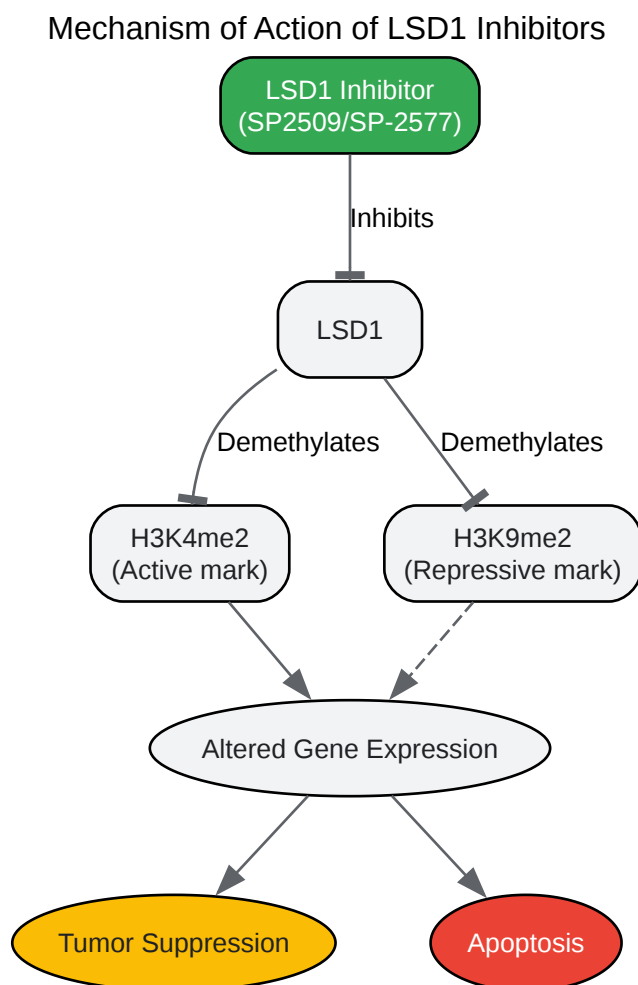 Mechanism of Action of LSD1 Inhibitors
LSD1 Inhibitor
(SP2509/SP-2577)
Inhibits
LSD1
Demethylates
Demethylates
H3K4me2
(Active mark)
H3K9me2
(Repressive mark)
Altered Gene Expression
Tumor Suppression
Apoptosis